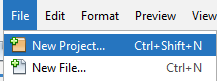 File Edit Format Preview View
New Project... Ctrl+Shift+N
New File... Ctrl+N